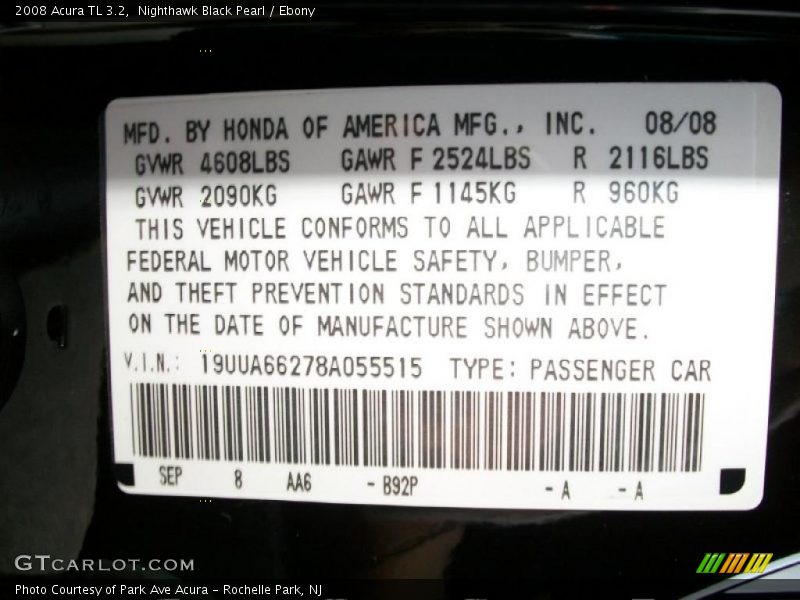 2008 Acura TL 3.2,  Nighthawk Black Pearl / Ebony
MFD. BY HONDA OF AMERICA MFG., INC. 08/08
GVWR 4608LBS GAWR F 2524LBS R 2116LBS
GVWR 2090KG GAWR F 1145KG R 960KG
THIS VEHICLE CONFORMS TO ALL APPLICABLE
FEDERAL MOTOR VEHICLE SAFETY, BUMPER,
AND THEFT PREVENTION STANDARDS IN EFFECT
ON THE DATE OF MANUFACTURE SHOWN ABOVE.
V.I.N.: 19UUA66278A055515 TYPE: PASSENGER CAR
SEP 8 AA6 - B92P - A - A
GTCARLOT.COM
Photo Courtesy of Park Ave Acura - Rochelle Park, NJ